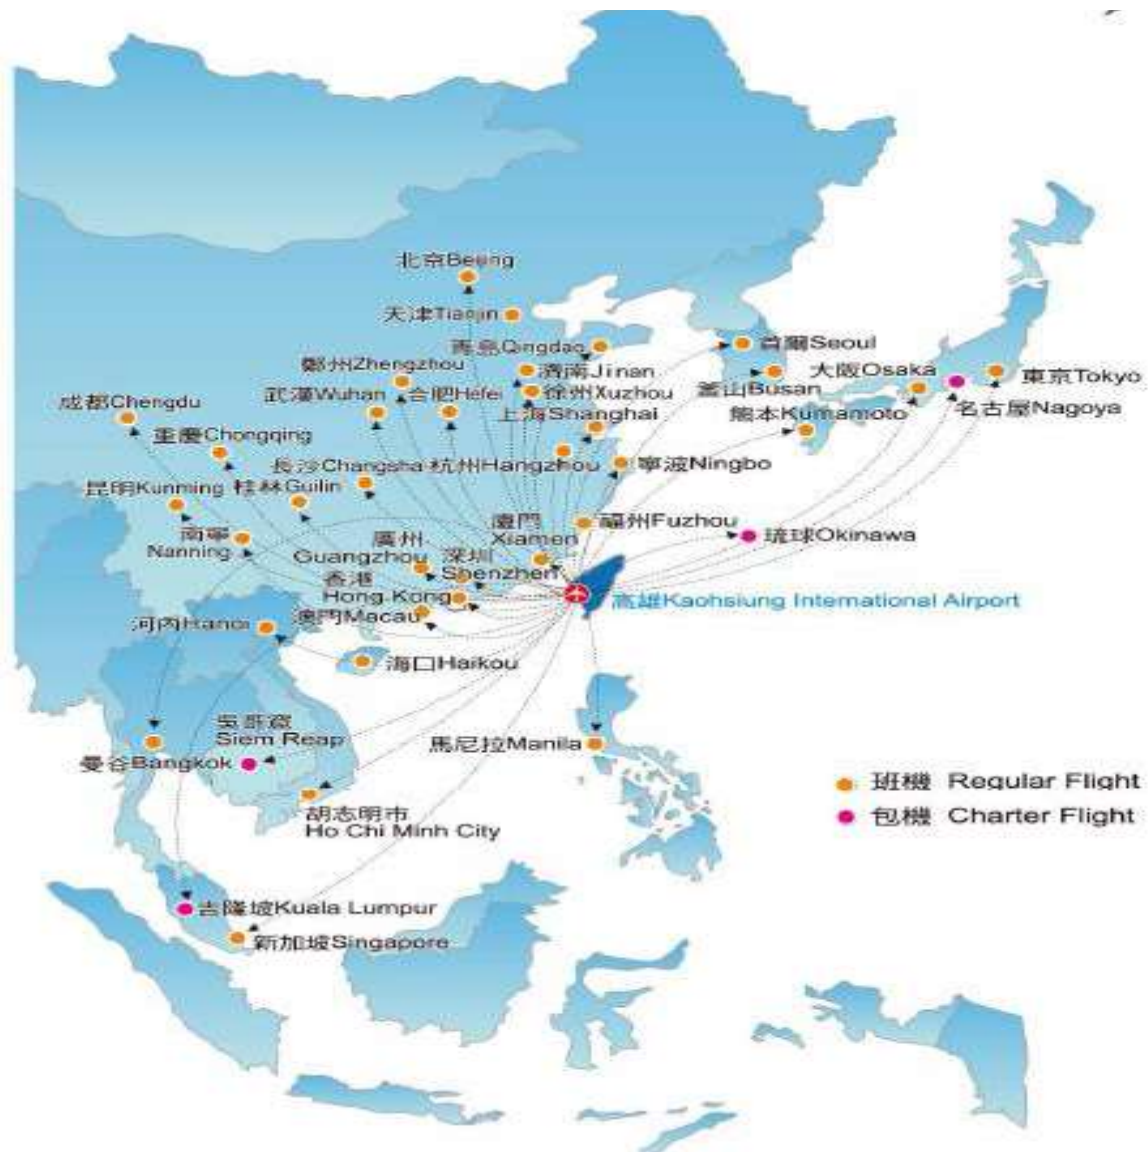 北京Beijing
天津Tianjin
青島Qingdao
首爾Seoul
鄭州Zhengzhou
濟南Jinan
釜山Busan
大阪Osaka
東京Tokyo
武漢Wuhan
合肥Hefei
徐州Xuzhou
名古屋Nagoya
成都Chengdu
上海Shanghai
熊本Kumamoto
重慶Chongqing
長沙Changsha
杭州Hangzhou
寧波Ningbo
昆明Kunming
桂林Guilin
南寧
Nanning
廈門
Xiamen
福州Fuzhou
琉球Okinawa
廣州
Guangzhou
深圳
Shenzhen
香港
Hong Kong
澳門Macau
高雄Kaohsiung International Airport
河內Hanoi
海口Haikou
吳哥窟
Siem Reap
曼谷Bangkok
馬尼拉Manila
胡志明市
Ho Chi Minh City
班機 Regular Flight
包機 Charter Flight
吉隆坡Kuala Lumpur
新加坡Singapore